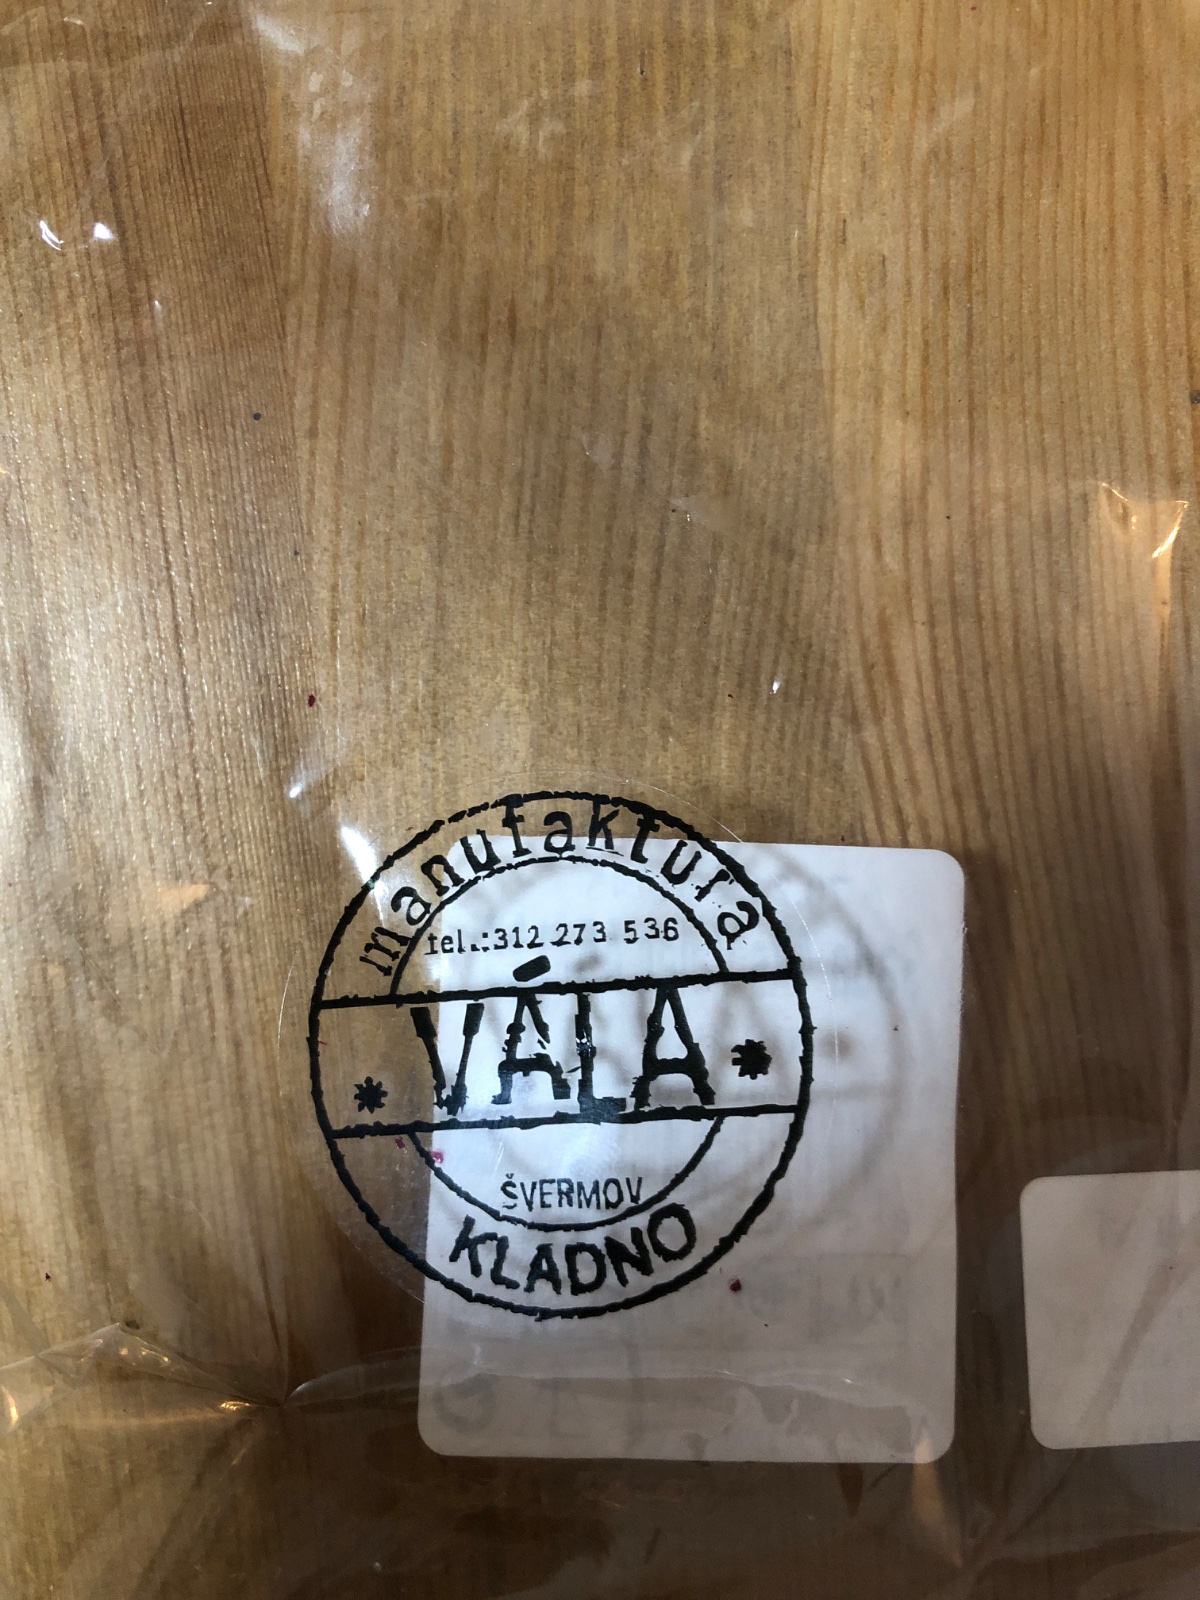 manufaktura
tel.:312 273 536
VÁLA
ŠVERMOV
KLADNO